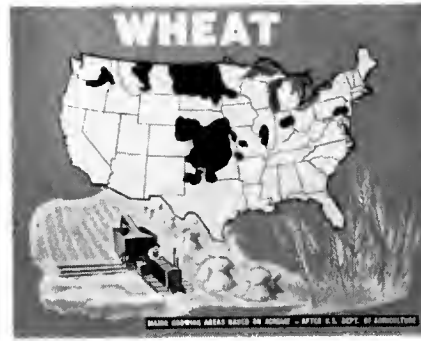 WHEAT
MAJOR GROWING AREAS BASED ON ACREAGE - AFTER U.S. DEPT. OF AGRICULTURE